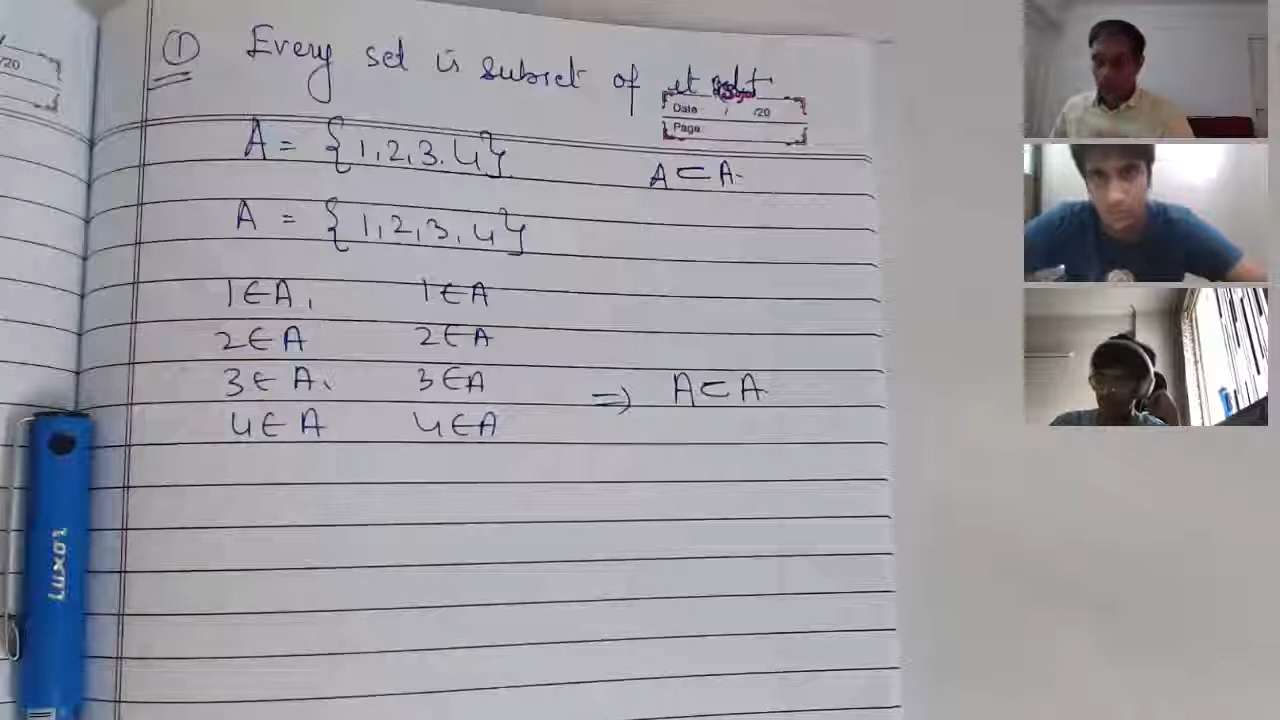 /20
① Every set is subset of
Date / /20
Page
A = {1,2,3,4}
A ⊂ A.
A = {1,2,3,4}
1 ∈ A, 1 ∈ A
2 ∈ A 2 ∈ A
3 ∈ A, 3 ∈ A
⇒ A ⊂ A
4 ∈ A 4 ∈ A
Luxor